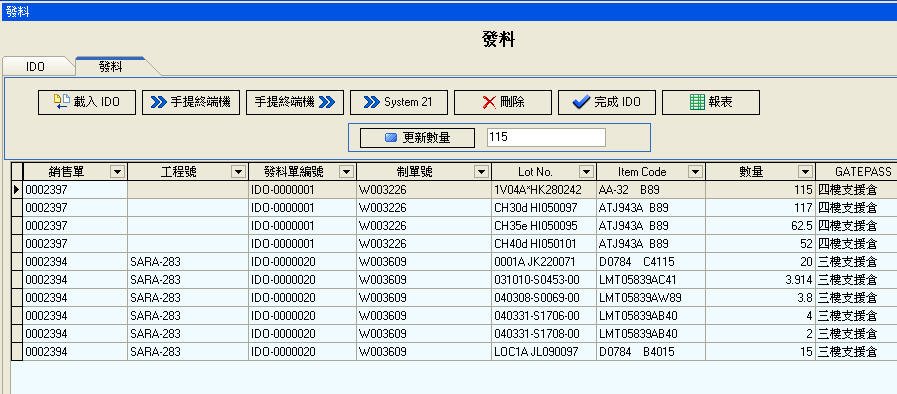 發料
發料
IDO 發料
載入 IDO 手提終端機 手提終端機 System 21 刪除 完成 IDO 報表
更新數量 115
銷售單 工程號 發料單編號 制單號 Lot No. Item Code 數量 GATEPASS
0002397 IDO-0000001 W003226 1V04A*HK280242 AA-32 B89 115 四樓支援倉
0002397 IDO-0000001 W003226 CH30d HI050097 ATJ943A B89 117 四樓支援倉
0002397 IDO-0000001 W003226 CH35e HI050095 ATJ943A B89 62.5 四樓支援倉
0002397 IDO-0000001 W003226 CH40d HI050101 ATJ943A B89 52 四樓支援倉
0002394 SARA-283 IDO-0000020 W003609 0001A JK220071 D0784 C4115 20 三樓支援倉
0002394 SARA-283 IDO-0000020 W003609 031010-S0453-00 LMT05839AC41 3.914 三樓支援倉
0002394 SARA-283 IDO-0000020 W003609 040308-S0069-00 LMT05839AW89 3.8 三樓支援倉
0002394 SARA-283 IDO-0000020 W003609 040331-S1706-00 LMT05839AB40 4 三樓支援倉
0002394 SARA-283 IDO-0000020 W003609 040331-S1708-00 LMT05839AB40 2 三樓支援倉
0002394 SARA-283 IDO-0000020 W003609 LOC1A JL090097 D0784 B4015 15 三樓支援倉